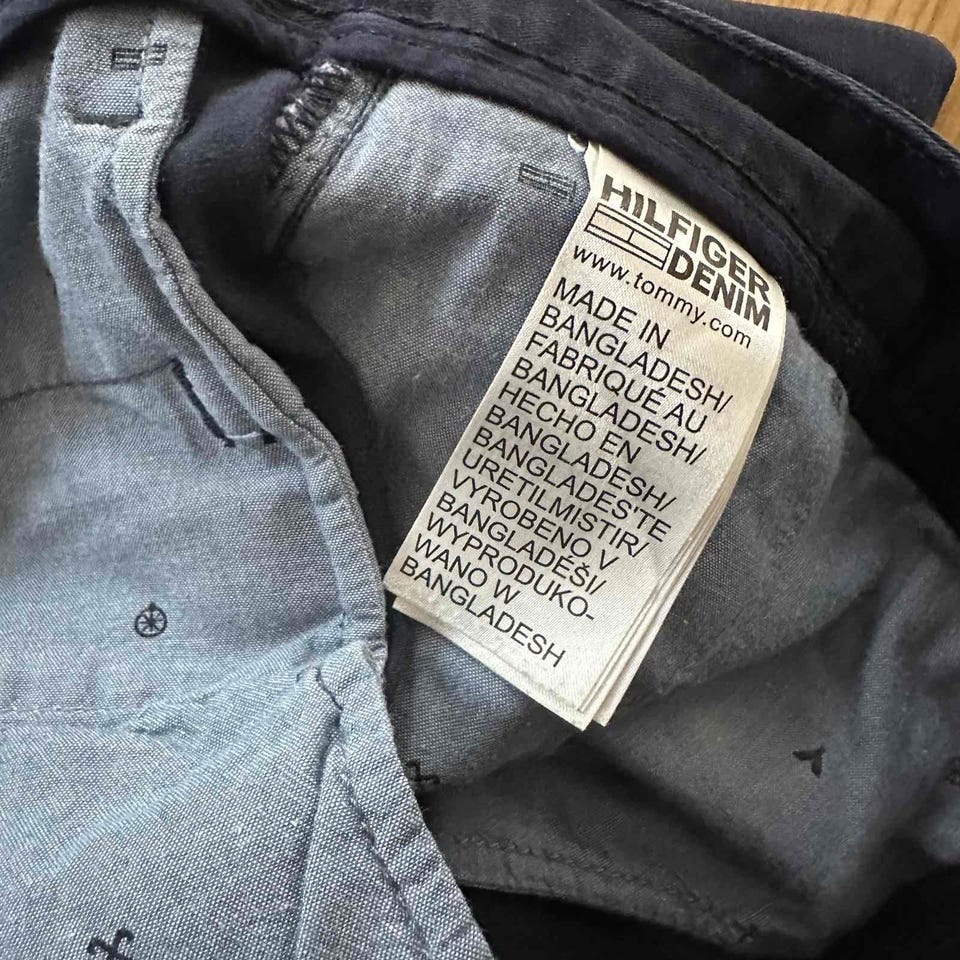 HILFIGER
DENIM
www.tommy.com
MADE IN
BANGLADESH/
FABRIQUÉ AU
BANGLADESH/
HECHO EN
BANGLADESH/
BANGLADES'TE
URETILMISTIR/
VYROBENO V
BANGLADÉŠI/
WYPRODUKO-
WANO W
BANGLADESH